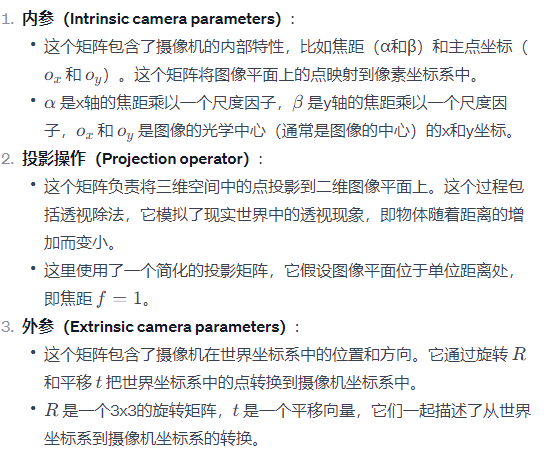 1. 内参（Intrinsic camera parameters）:
• 这个矩阵包含了摄像机的内部特性，比如焦距（α和β）和主点坐标（
oₓ 和 o_y）。这个矩阵将图像平面上的点映射到像素坐标系中。
• α 是x轴的焦距乘以一个尺度因子，β 是y轴的焦距乘以一个尺度因
子，oₓ 和 o_y 是图像的光学中心（通常是图像的中心）的x和y坐标。
2. 投影操作（Projection operator）:
• 这个矩阵负责将三维空间中的点投影到二维图像平面上。这个过程包
括透视除法，它模拟了现实世界中的透视现象，即物体随着距离的增
加而变小。
• 这里使用了一个简化的投影矩阵，它假设图像平面位于单位距离处，
即焦距 f = 1。
3. 外参（Extrinsic camera parameters）:
• 这个矩阵包含了摄像机在世界坐标系中的位置和方向。它通过旋转 R
和平移 t 把世界坐标系中的点转换到摄像机坐标系中。
• R 是一个3x3的旋转矩阵，t 是一个平移向量，它们一起描述了从世界
坐标系到摄像机坐标系的转换。